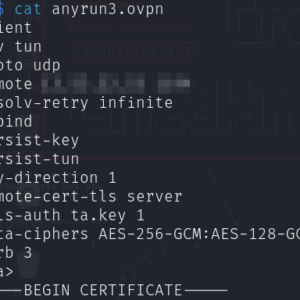 $ cat anyrun3.ovpn
ient
v tun
oto udp
mote
solv-retry infinite
bind
rsist-key
rsist-tun
y-direction 1
mote-cert-tls server
ls-auth ta.key 1
ta-ciphers AES-256-GCM:AES-128-GC
rb 3
a>
----BEGIN CERTIFICATE-----